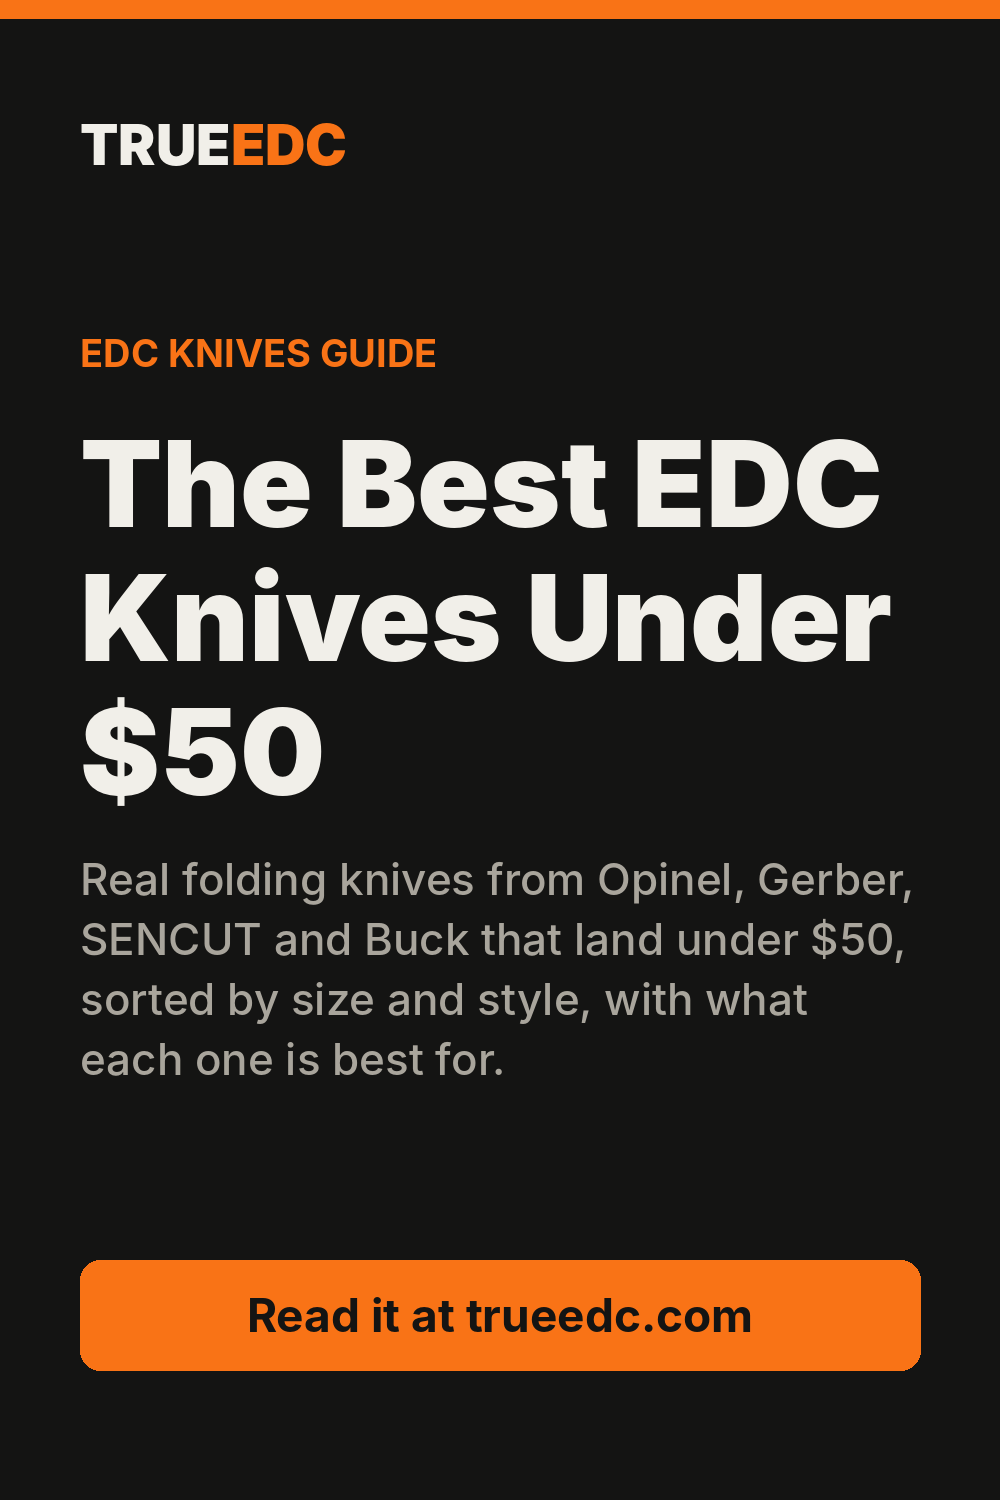 TRUEEDC
EDC KNIVES GUIDE
The Best EDC
Knives Under
$50
Real folding knives from Opinel, Gerber,
SENCUT and Buck that land under $50,
sorted by size and style, with what
each one is best for.
Read it at trueedc.com